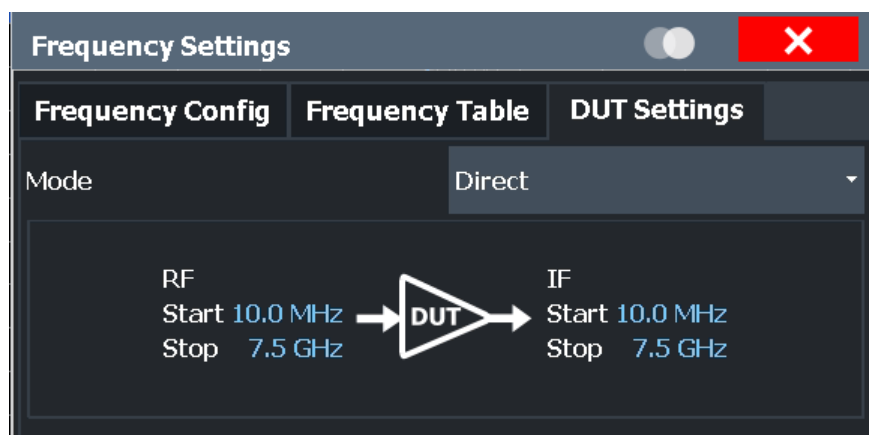 Frequency Settings
Frequency Config Frequency Table DUT Settings
Mode Direct
RF IF
Start 10.0 MHz DUT Start 10.0 MHz
Stop 7.5 GHz Stop 7.5 GHz